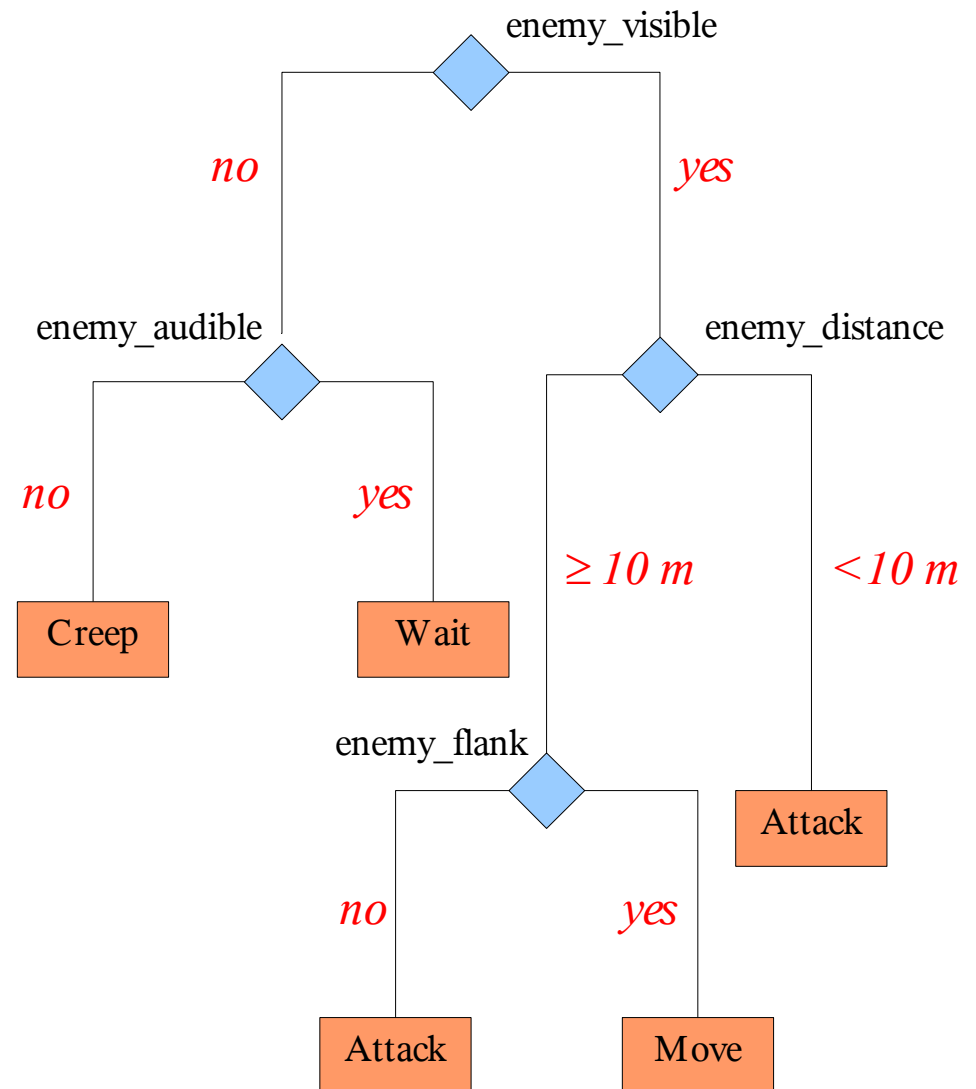 enemy_visible
no
yes
enemy_audible
enemy_distance
no
yes
≥ 10 m
< 10 m
Creep
Wait
enemy_flank
Attack
no
yes
Attack
Move